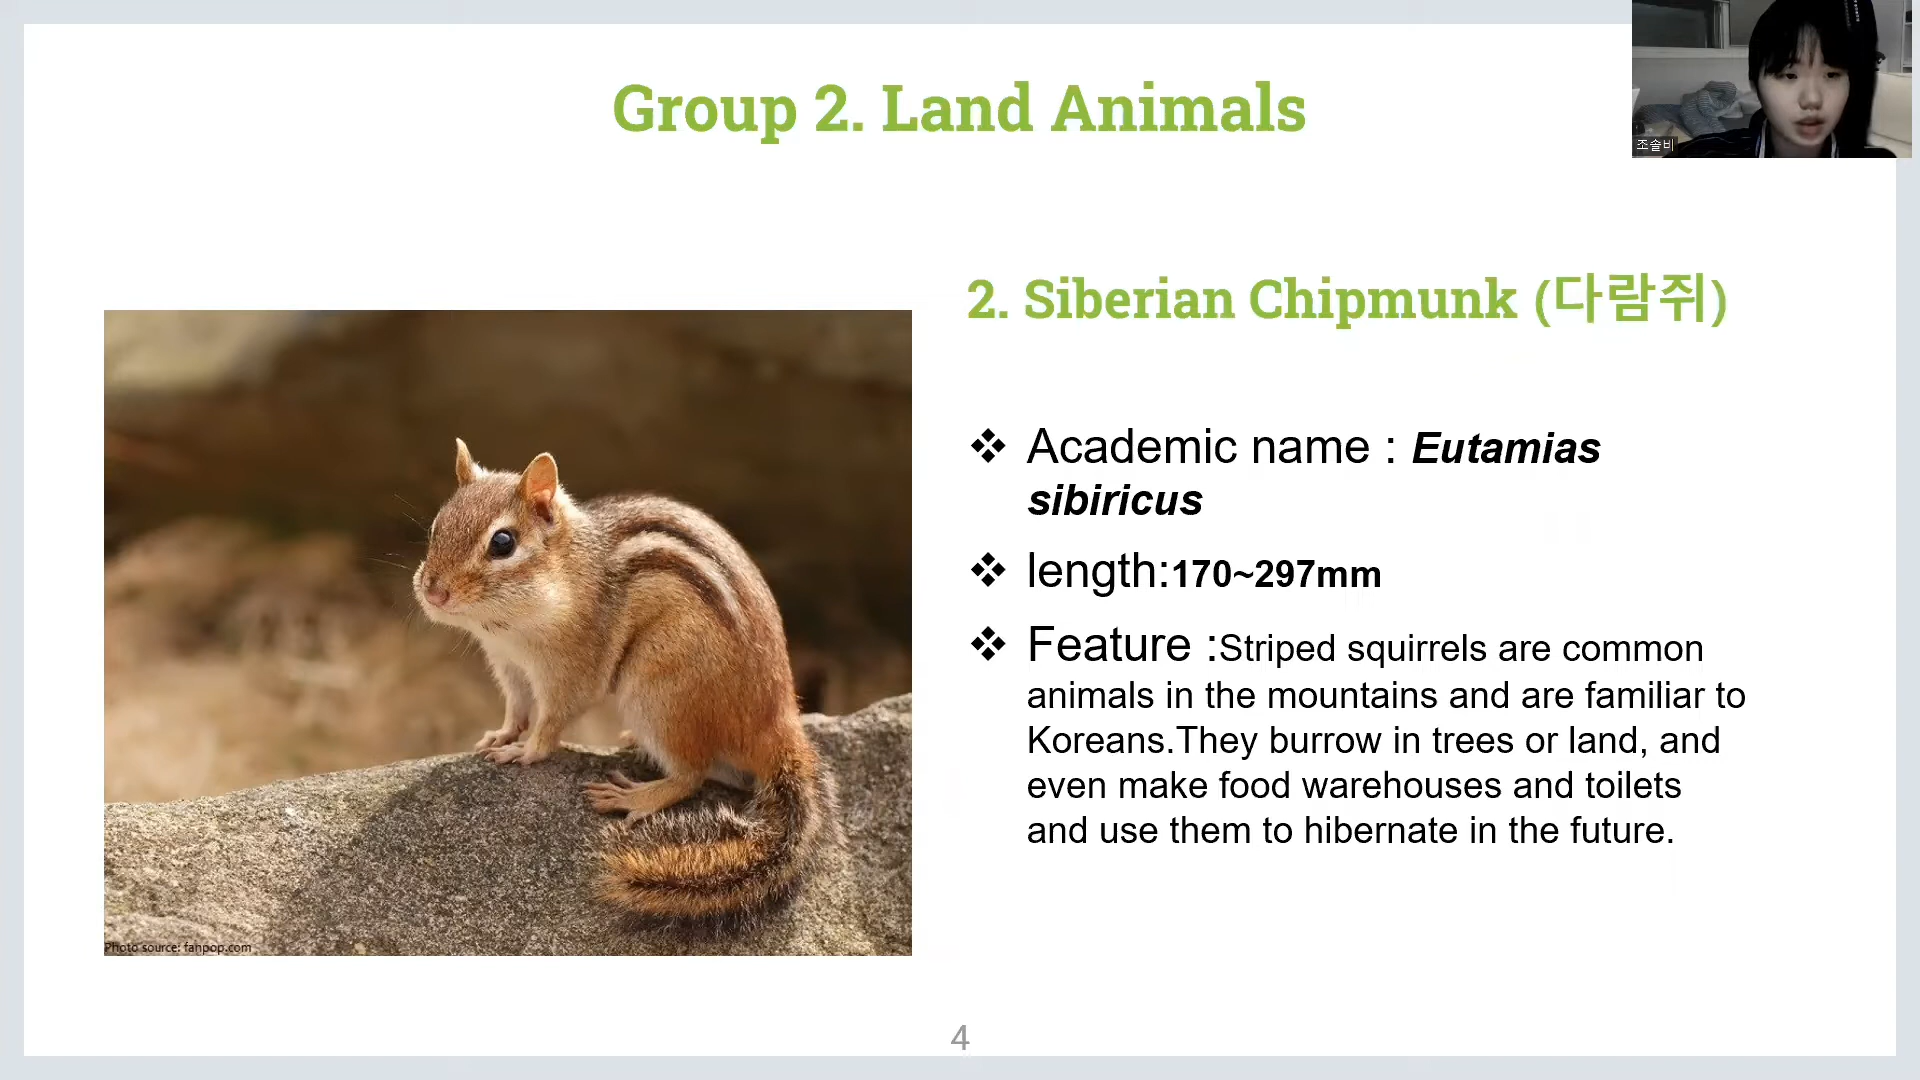 Group 2. Land Animals
조솔비
2. Siberian Chipmunk (다람쥐)
❖ Academic name : Eutamias
sibiricus
❖ length:170~297mm
❖ Feature :Striped squirrels are common
animals in the mountains and are familiar to
Koreans.They burrow in trees or land, and
even make food warehouses and toilets
and use them to hibernate in the future.
Photo source: fanpop.com
4